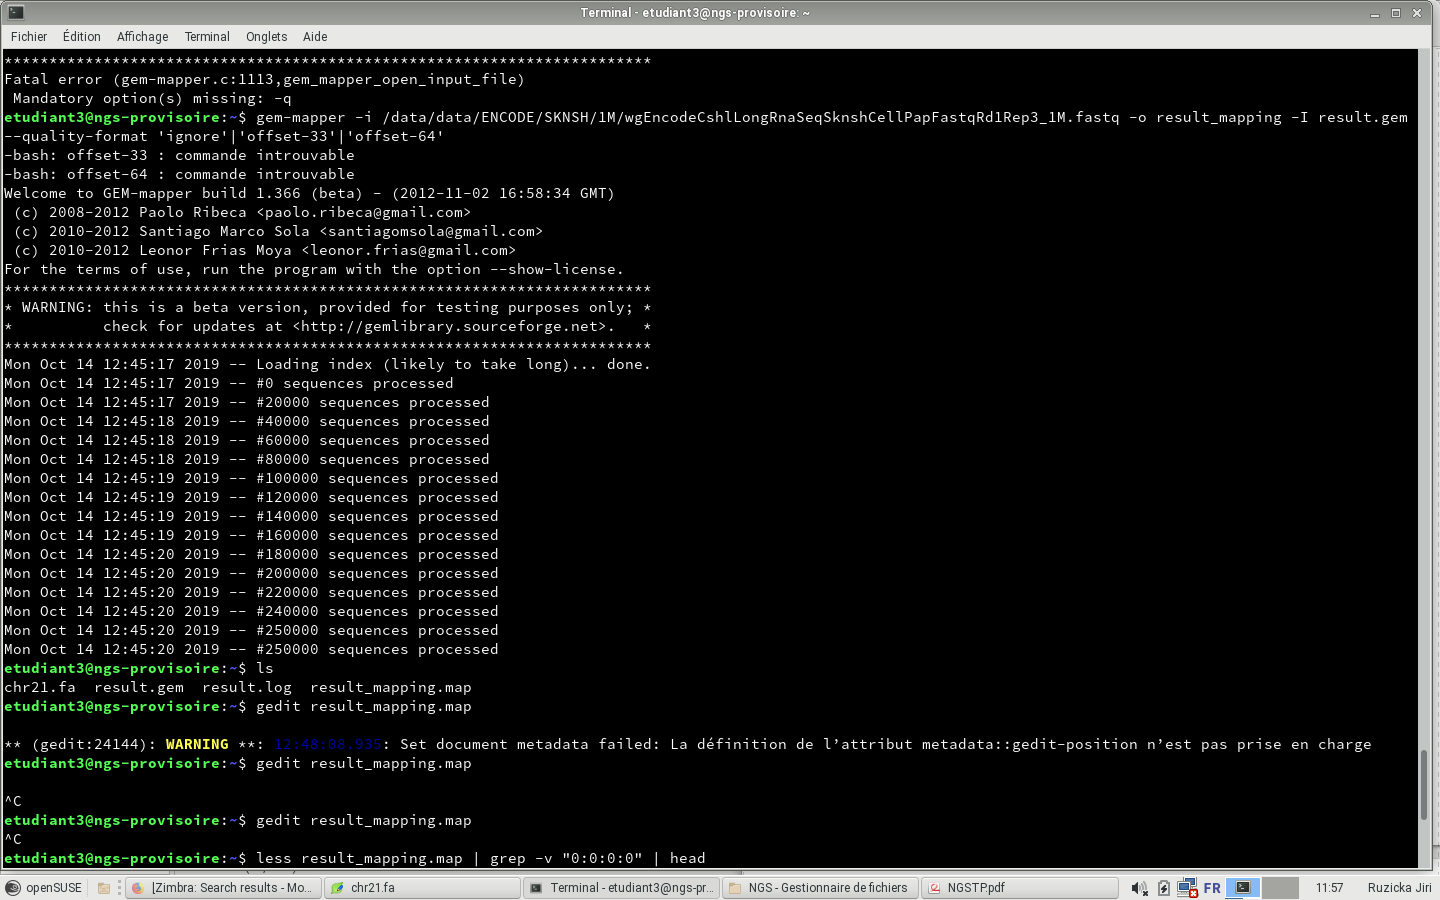 Terminal - etudiant3@ngs-provisoire: ~
Fichier Édition Affichage Terminal Onglets Aide
************************************************************************
Fatal error (gem-mapper.c:1113,gem_mapper_open_input_file)
 Mandatory option(s) missing: -q
etudiant3@ngs-provisoire:~$ gem-mapper -i /data/data/ENCODE/SKNSH/1M/wgEncodeCshlLongRnaSeqSknshCellPapFastqRd1Rep3_1M.fastq -o result_mapping -I result.gem
--quality-format 'ignore'|'offset-33'|'offset-64'
-bash: offset-33 : commande introuvable
-bash: offset-64 : commande introuvable
Welcome to GEM-mapper build 1.366 (beta) - (2012-11-02 16:58:34 GMT)
 (c) 2008-2012 Paolo Ribeca <paolo.ribeca@gmail.com>
 (c) 2010-2012 Santiago Marco Sola <santiagomsola@gmail.com>
 (c) 2010-2012 Leonor Frias Moya <leonor.frias@gmail.com>
For the terms of use, run the program with the option --show-license.
************************************************************************
* WARNING: this is a beta version, provided for testing purposes only; *
*          check for updates at <http://gemlibrary.sourceforge.net>.   *
************************************************************************
Mon Oct 14 12:45:17 2019 -- Loading index (likely to take long)... done.
Mon Oct 14 12:45:17 2019 -- #0 sequences processed
Mon Oct 14 12:45:17 2019 -- #20000 sequences processed
Mon Oct 14 12:45:18 2019 -- #40000 sequences processed
Mon Oct 14 12:45:18 2019 -- #60000 sequences processed
Mon Oct 14 12:45:18 2019 -- #80000 sequences processed
Mon Oct 14 12:45:19 2019 -- #100000 sequences processed
Mon Oct 14 12:45:19 2019 -- #120000 sequences processed
Mon Oct 14 12:45:19 2019 -- #140000 sequences processed
Mon Oct 14 12:45:19 2019 -- #160000 sequences processed
Mon Oct 14 12:45:20 2019 -- #180000 sequences processed
Mon Oct 14 12:45:20 2019 -- #200000 sequences processed
Mon Oct 14 12:45:20 2019 -- #220000 sequences processed
Mon Oct 14 12:45:20 2019 -- #240000 sequences processed
Mon Oct 14 12:45:20 2019 -- #250000 sequences processed
Mon Oct 14 12:45:20 2019 -- #250000 sequences processed
etudiant3@ngs-provisoire:~$ ls
chr21.fa  result.gem  result.log  result_mapping.map
etudiant3@ngs-provisoire:~$ gedit result_mapping.map
** (gedit:24144): WARNING **: 12:48:08.935: Set document metadata failed: La définition de l’attribut metadata::gedit-position n’est pas prise en charge
etudiant3@ngs-provisoire:~$ gedit result_mapping.map
^C
etudiant3@ngs-provisoire:~$ gedit result_mapping.map
^C
etudiant3@ngs-provisoire:~$ less result_mapping.map | grep -v "0:0:0:0" | head
openSUSE [Zimbra: Search results - Mo... chr21.fa Terminal - etudiant3@ngs-pr... NGS - Gestionnaire de fichiers NGSTP.pdf FR 11:57 Ruzicka Jiri